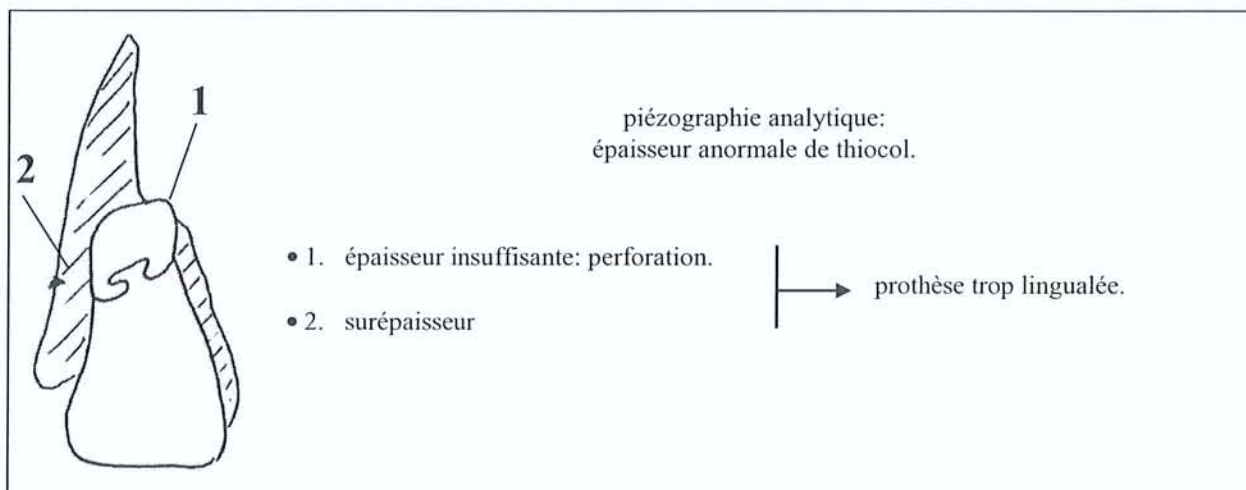 1
2
piézographie analytique:
épaisseur anormale de thiocol.
• 1. épaisseur insuffisante: perforation.
• 2. surépaisseur
prothèse trop lingualée.